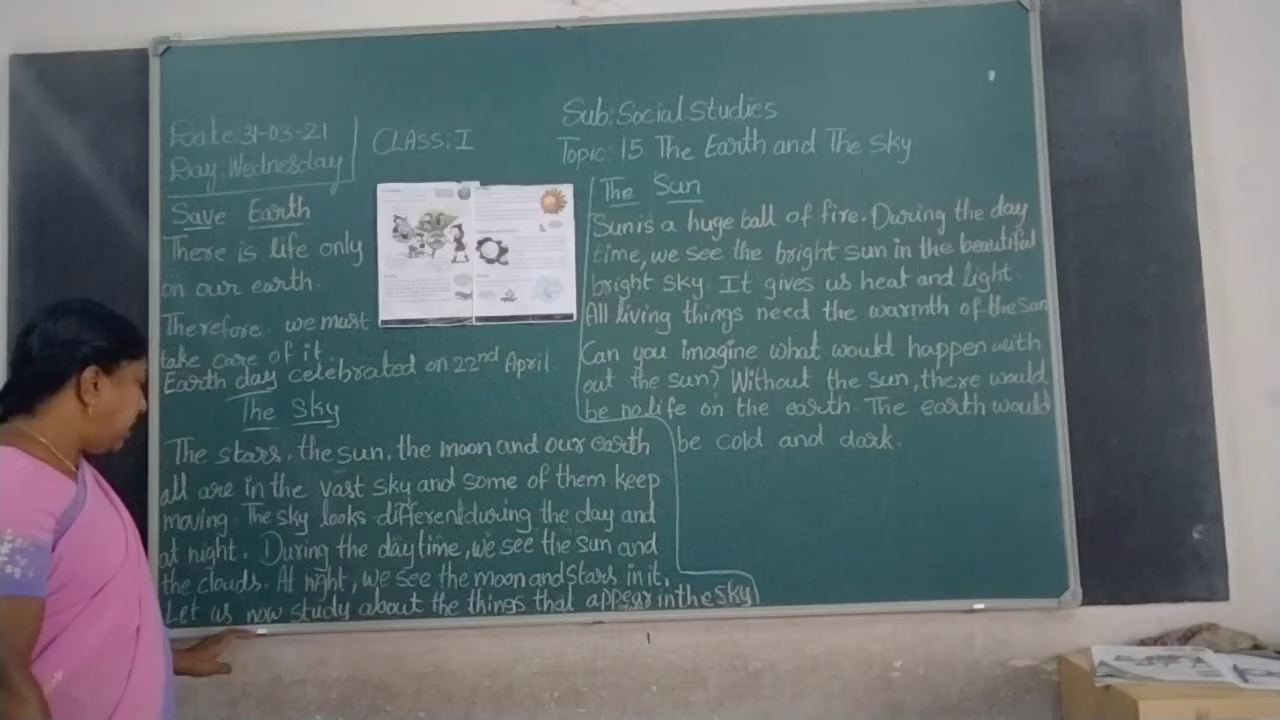 Sub: Social Studies
Date: 31-03-21
Day: Wednesday
CLASS: I
Topic: 15. The Earth and The Sky
Save Earth
There is life only
on our earth.
Therefore. we must
take care of it.
Earth day celebrated on 22nd April.
The Sky
The stars, the sun, the moon and our earth
all are in the vast sky and some of them keep
moving. The sky looks different during the day and
at night. During the day time, we see the sun and
the clouds. At night, we see the moon and stars in it.
Let us now study about the things that appear in the sky
The Sun
Sun is a huge ball of fire. During the day
time, we see the bright sun in the beautiful
bright sky. It gives us heat and light.
All living things need the warmth of the sun
Can you imagine what would happen with
out the sun? Without the sun, there would
be no life on the earth. The earth would
be cold and dark.